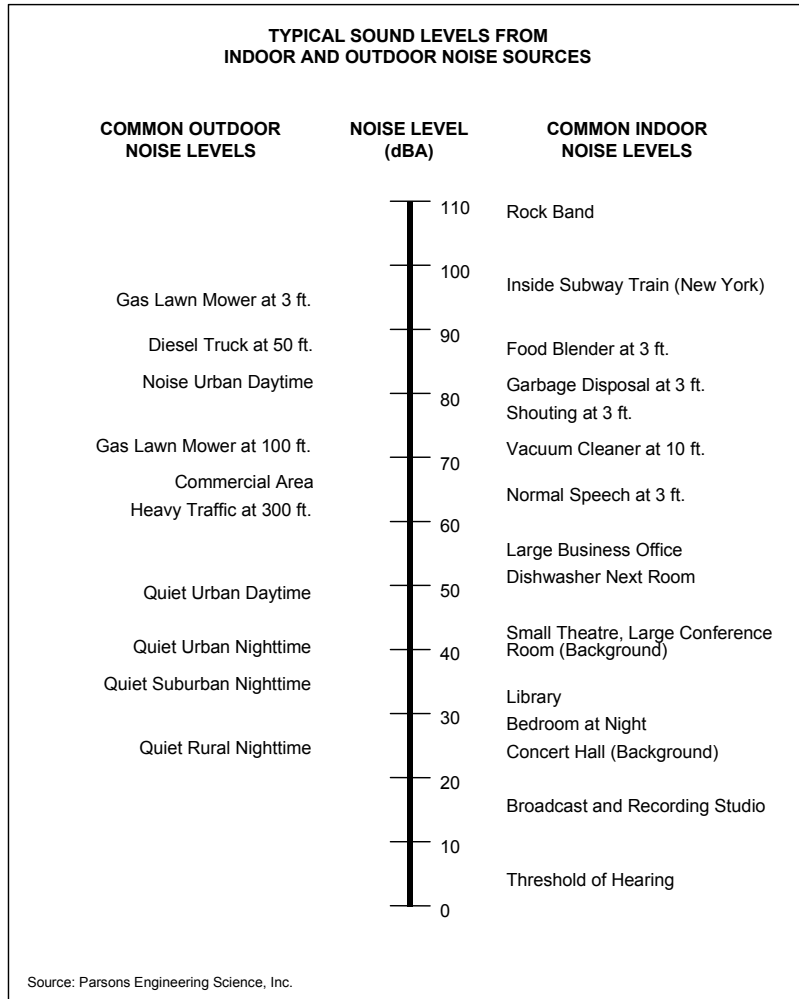 TYPICAL SOUND LEVELS FROM
INDOOR AND OUTDOOR NOISE SOURCES
COMMON OUTDOOR
NOISE LEVELS
NOISE LEVEL
(dBA)
COMMON INDOOR
NOISE LEVELS
110
Rock Band
100
Inside Subway Train (New York)
Gas Lawn Mower at 3 ft.
90
Diesel Truck at 50 ft.
Food Blender at 3 ft.
Noise Urban Daytime
Garbage Disposal at 3 ft.
80
Shouting at 3 ft.
Gas Lawn Mower at 100 ft.
Vacuum Cleaner at 10 ft.
70
Commercial Area
Normal Speech at 3 ft.
Heavy Traffic at 300 ft.
60
Large Business Office
Dishwasher Next Room
50
Quiet Urban Daytime
Small Theatre, Large Conference
Room (Background)
Quiet Urban Nighttime
40
Quiet Suburban Nighttime
Library
30
Bedroom at Night
Quiet Rural Nighttime
Concert Hall (Background)
20
Broadcast and Recording Studio
10
Threshold of Hearing
0
Source: Parsons Engineering Science, Inc.